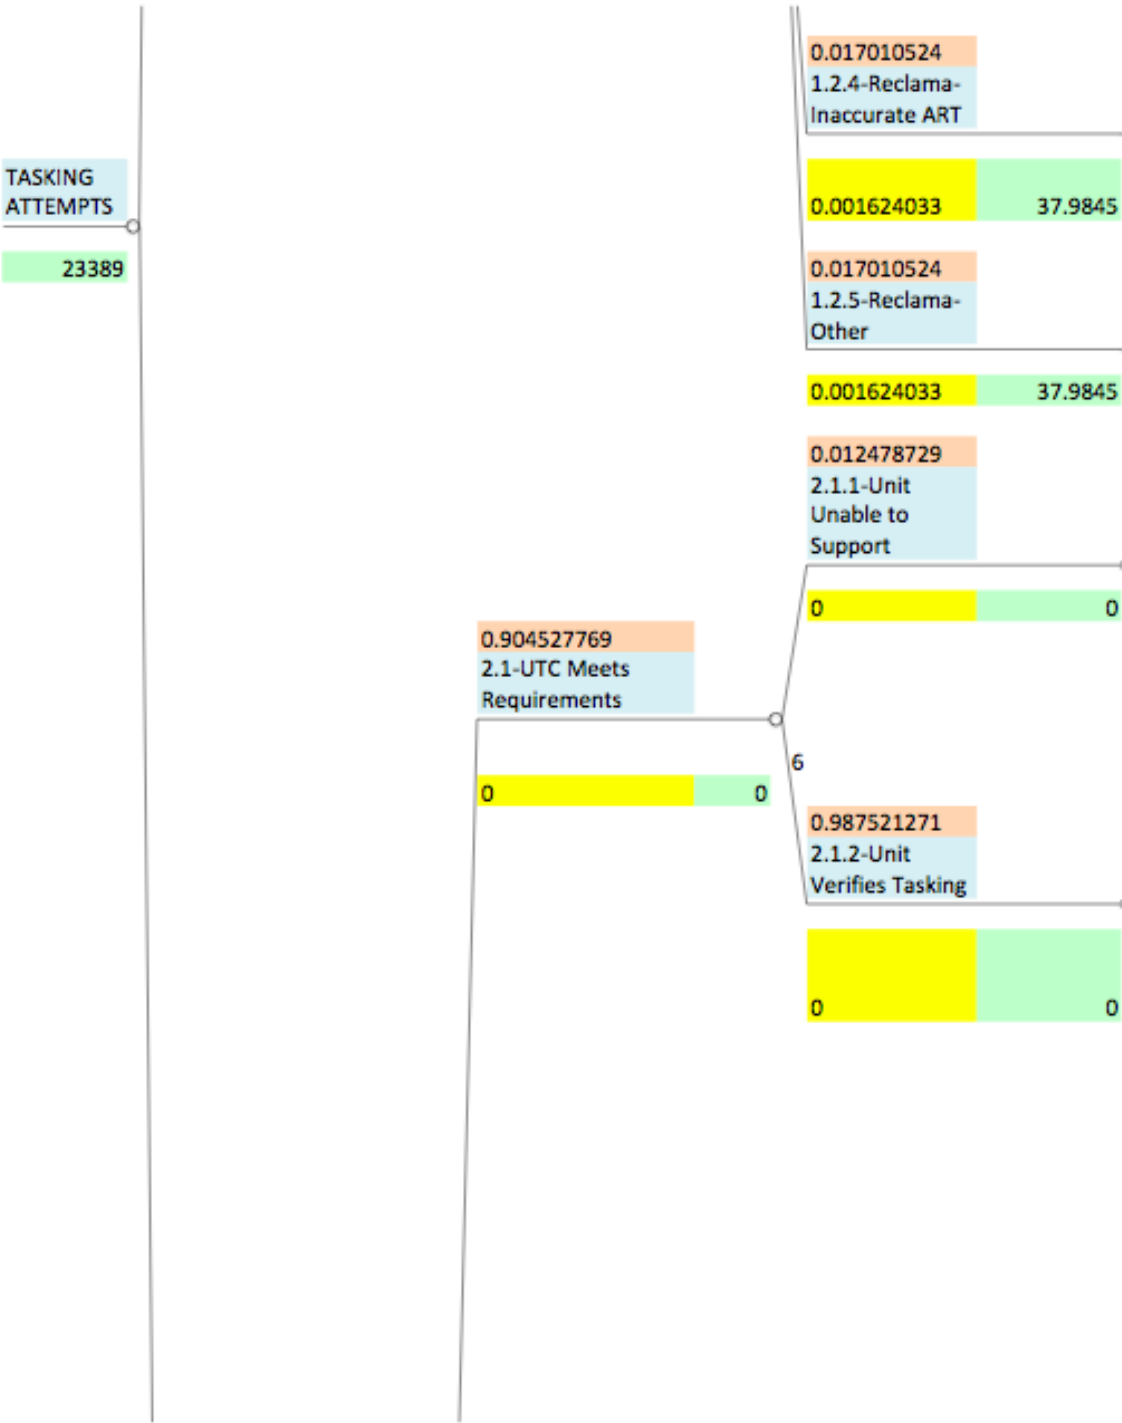 0.017010524
1.2.4-Reclama-
Inaccurate ART
0.001624033 37.9845
TASKING
ATTEMPTS
23389
0.017010524
1.2.5-Reclama-
Other
0.001624033 37.9845
0.012478729
2.1.1-Unit
Unable to
Support
0 0
0.904527769
2.1-UTC Meets
Requirements
0 0
6
0.987521271
2.1.2-Unit
Verifies Tasking
0 0